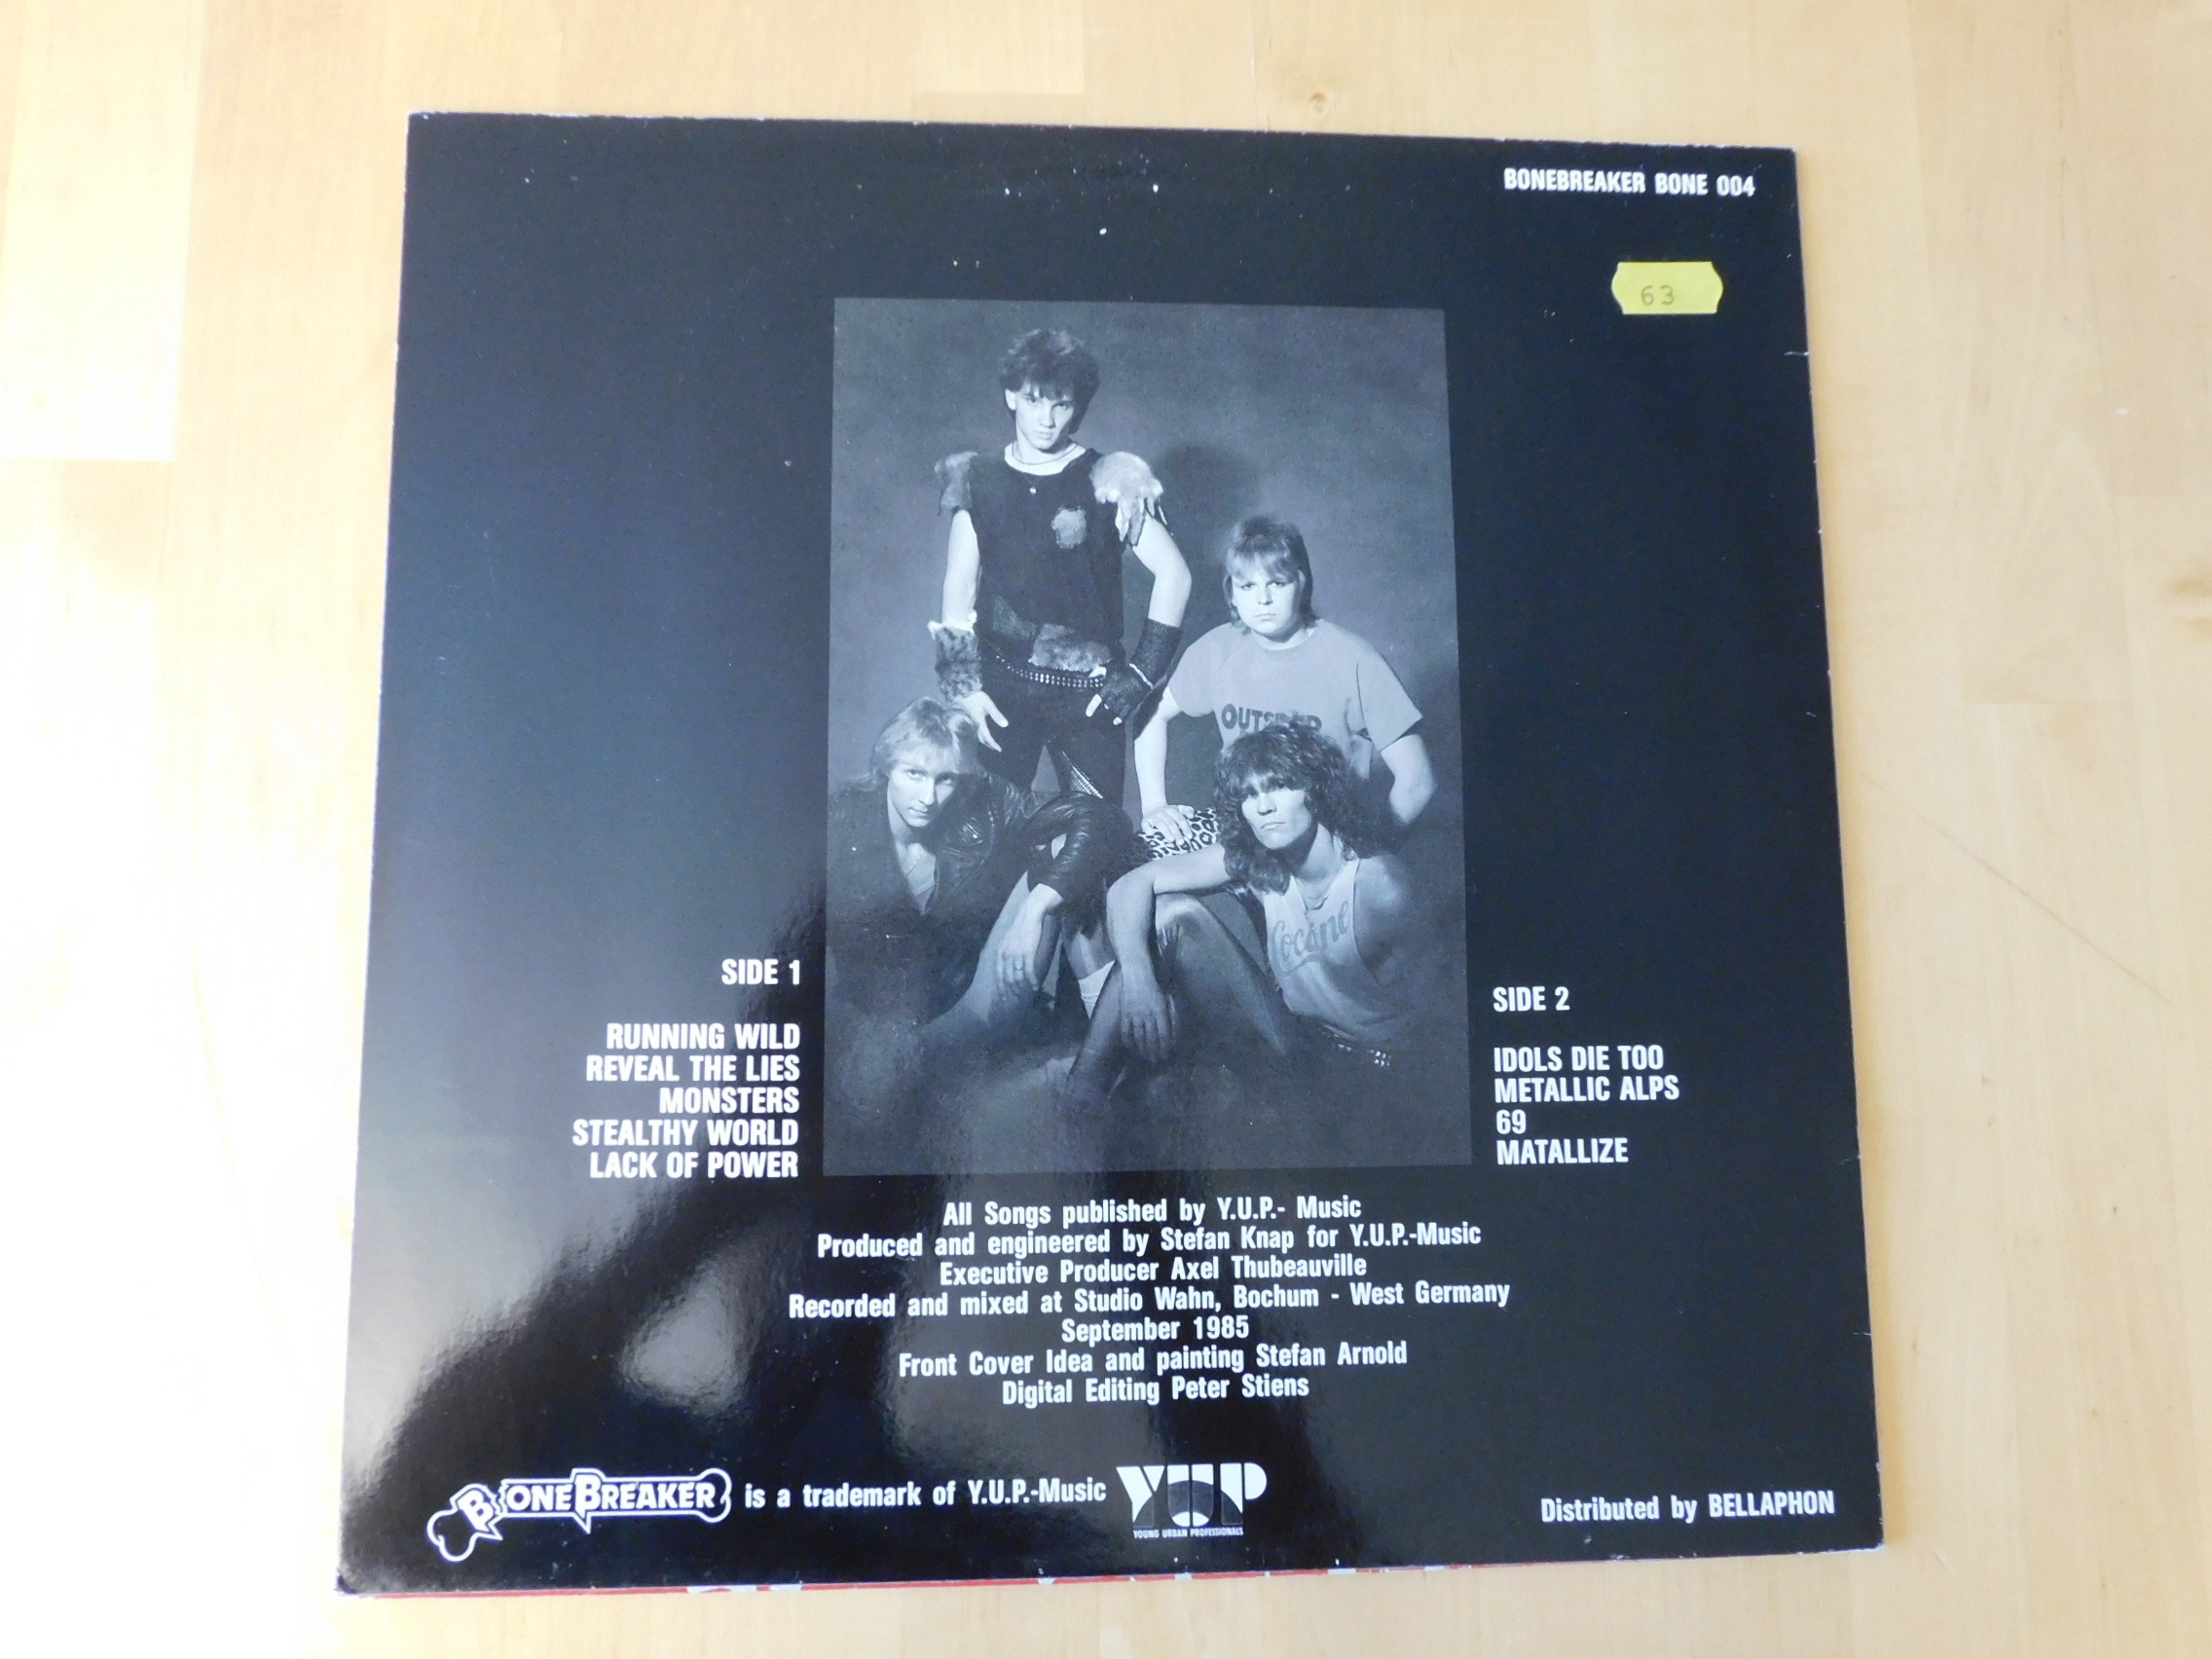 BONEBREAKER BONE 004
63
Cocaine
SIDE 1
RUNNING WILD
REVEAL THE LIES
MONSTERS
STEALTHY WORLD
LACK OF POWER
SIDE 2
IDOLS DIE TOO
METALLIC ALPS
69
MATALLIZE
All Songs published by Y.U.P.- Music
Produced and engineered by Stefan Knap for Y.U.P.-Music
Executive Producer Axel Thubeauville
Recorded and mixed at Studio Wahn, Bochum - West Germany
September 1985
Front Cover Idea and painting Stefan Arnold
Digital Editing Peter Stiens
BONEBREAKER is a trademark of Y.U.P.-Music YUP
YOUNG URBAN PROFESSIONALS
Distributed by BELLAPHON